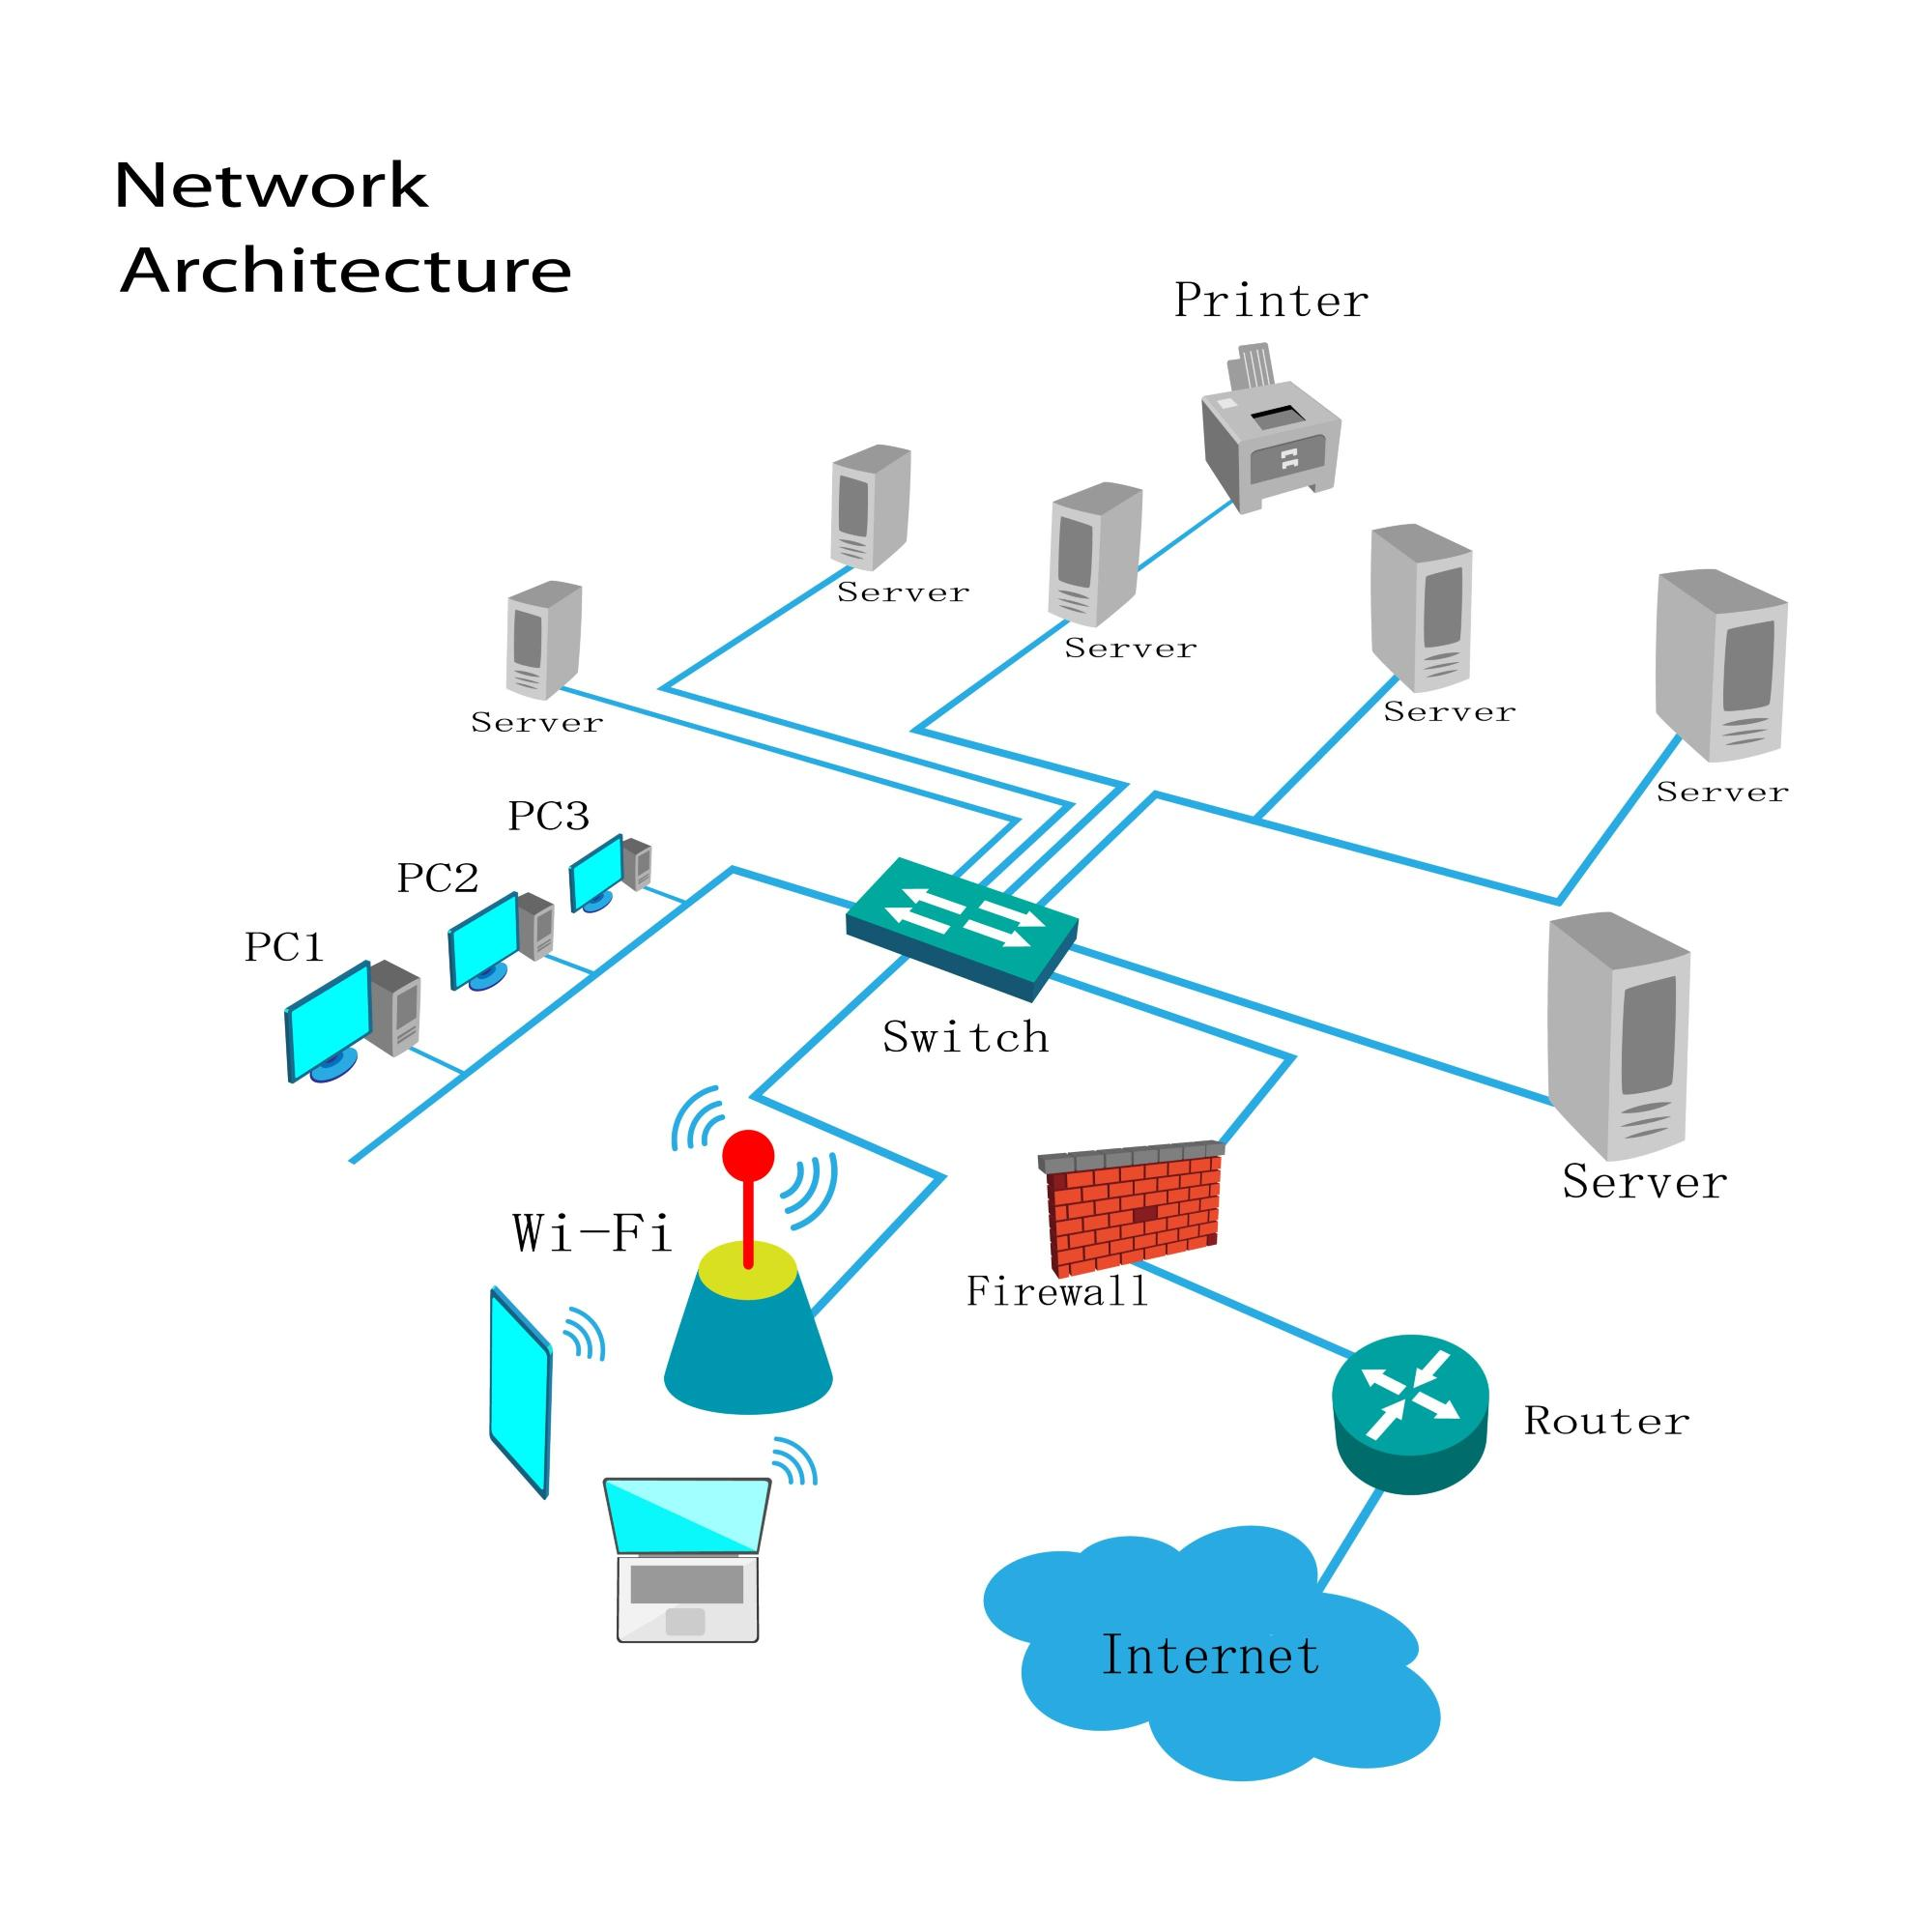 Network
Architecture
Printer
Server
Server
Server
Server
Server
PC3
PC2
PC1
Switch
Server
Wi-Fi
Firewall
Router
Internet